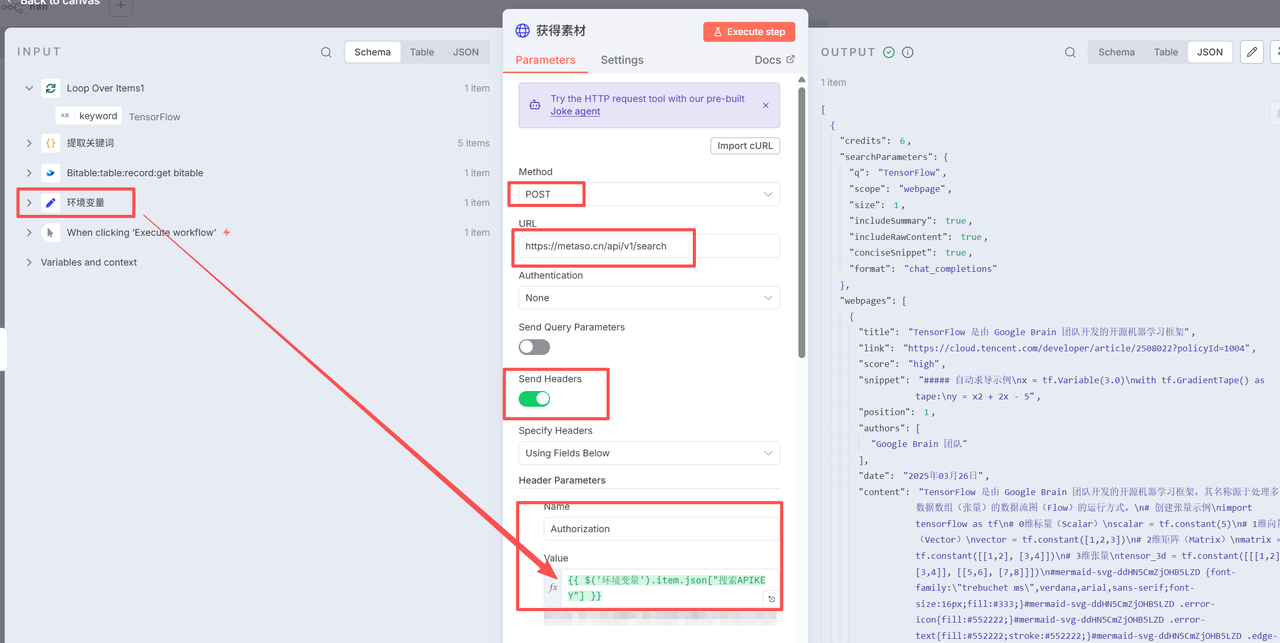 Back to canvas
n8n
+
INPUT
Schema
Table
JSON
Loop Over Items1
1 item
AB keyword TensorFlow
提取关键词
5 items
Bitable:table:record:get bitable
1 item
环境变量
1 item
When clicking ‘Execute workflow’
1 item
Variables and context
获得素材
Execute step
Parameters
Settings
Docs
Try the HTTP request tool with our pre-built
Joke agent
Import cURL
Method
POST
URL
https://metaso.cn/api/v1/search
Authentication
None
Send Query Parameters
Send Headers
Specify Headers
Using Fields Below
Header Parameters
Name
Authorization
Value
fx
{{ $('环境变量').item.json["搜索APIKE
Y"] }}
OUTPUT
Schema
Table
JSON
1 item
[
{
"credits": 6,
"searchParameters": {
"q": "TensorFlow",
"scope": "webpage",
"size": 1,
"includeSummary": true,
"includeRawContent": true,
"conciseSnippet": true,
"format": "chat_completions"
},
"webpages": [
{
"title": "TensorFlow 是由 Google Brain 团队开发的开源机器学习框架",
"link": "https://cloud.tencent.com/developer/article/2508022?policyId=1004",
"score": "high",
"snippet": "##### 自动求导示例\nx = tf.Variable(3.0)\nwith tf.GradientTape() as
tape:\ny = x2 + 2x - 5",
"position": 1,
"authors": [
"Google Brain 团队"
],
"date": "2025年03月26日",
"content": "TensorFlow 是由 Google Brain 团队开发的开源机器学习框架，其名称源于处理多
数据数组（张量）的数据流图（Flow）的运行方式。\n# 创建张量示例\nimport
tensorflow as tf\n# 0维标量（Scalar）\nscalar = tf.constant(5)\n# 1维向量
（Vector）\nvector = tf.constant([1,2,3])\n# 2维矩阵（Matrix）\nmatrix =
tf.constant([[1,2], [3,4]])\n# 3维张量\ntensor_3d = tf.constant([[[1,2]
[3,4]], [[5,6], [7,8]]])\n#mermaid-svg-ddHN5CmZjOHB5LZD {font-
family:\"trebuchet ms\",verdana,arial,sans-serif;font-
size:16px;fill:#333;}#mermaid-svg-ddHN5CmZjOHB5LZD .error-
icon{fill:#552222;}#mermaid-svg-ddHN5CmZjOHB5LZD .error-
text{fill:#552222;stroke:#552222;}#mermaid-svg-ddHN5CmZjOHB5LZD .edge-